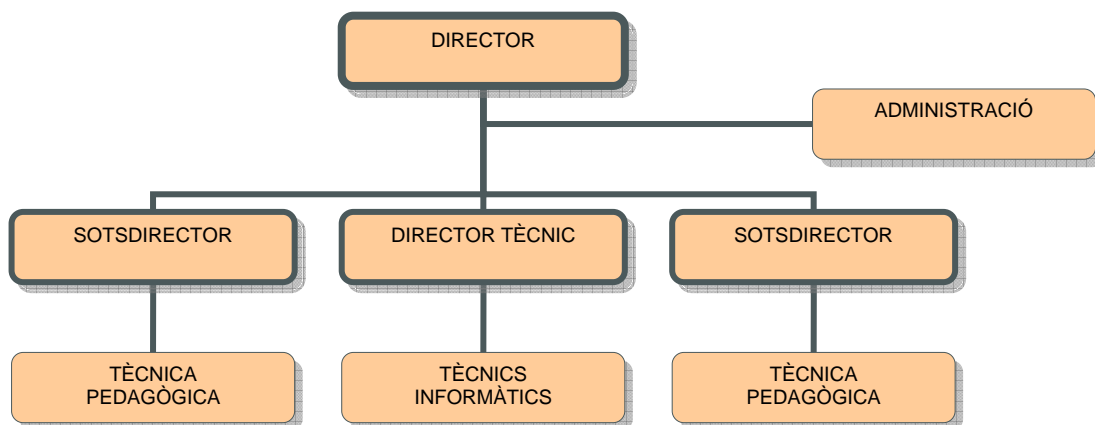 DIRECTOR
ADMINISTRACIÓ
SOTSDIRECTOR
DIRECTOR TÈCNIC
SOTSDIRECTOR
TÈCNICA
PEDAGÒGICA
TÈCNICS
INFORMÀTICS
TÈCNICA
PEDAGÒGICA